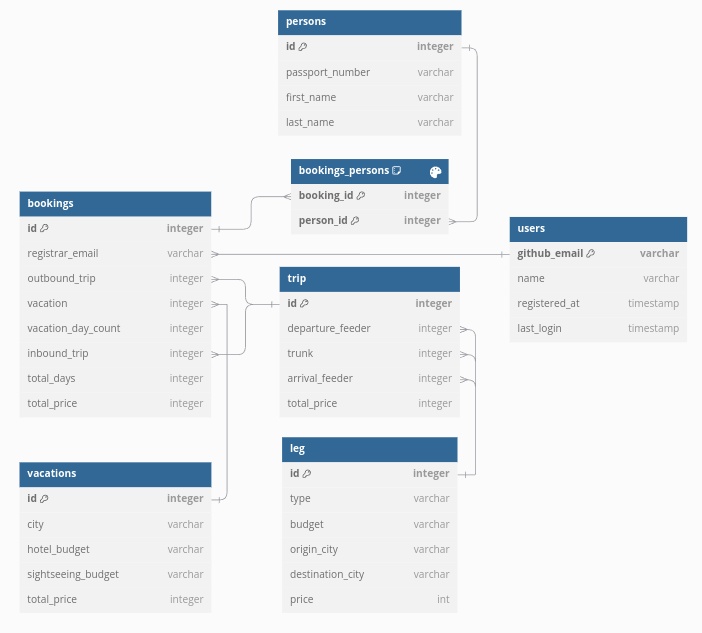 persons
id integer
passport_number varchar
first_name varchar
last_name varchar
bookings_persons
booking_id integer
person_id integer
bookings
id integer
registrar_email varchar
outbound_trip integer
vacation integer
vacation_day_count integer
inbound_trip integer
total_days integer
total_price integer
users
github_email varchar
name varchar
registered_at timestamp
last_login timestamp
trip
id integer
departure_feeder integer
trunk integer
arrival_feeder integer
total_price integer
vacations
id integer
city varchar
hotel_budget varchar
sightseeing_budget varchar
total_price integer
leg
id integer
type varchar
budget varchar
origin_city varchar
destination_city varchar
price int